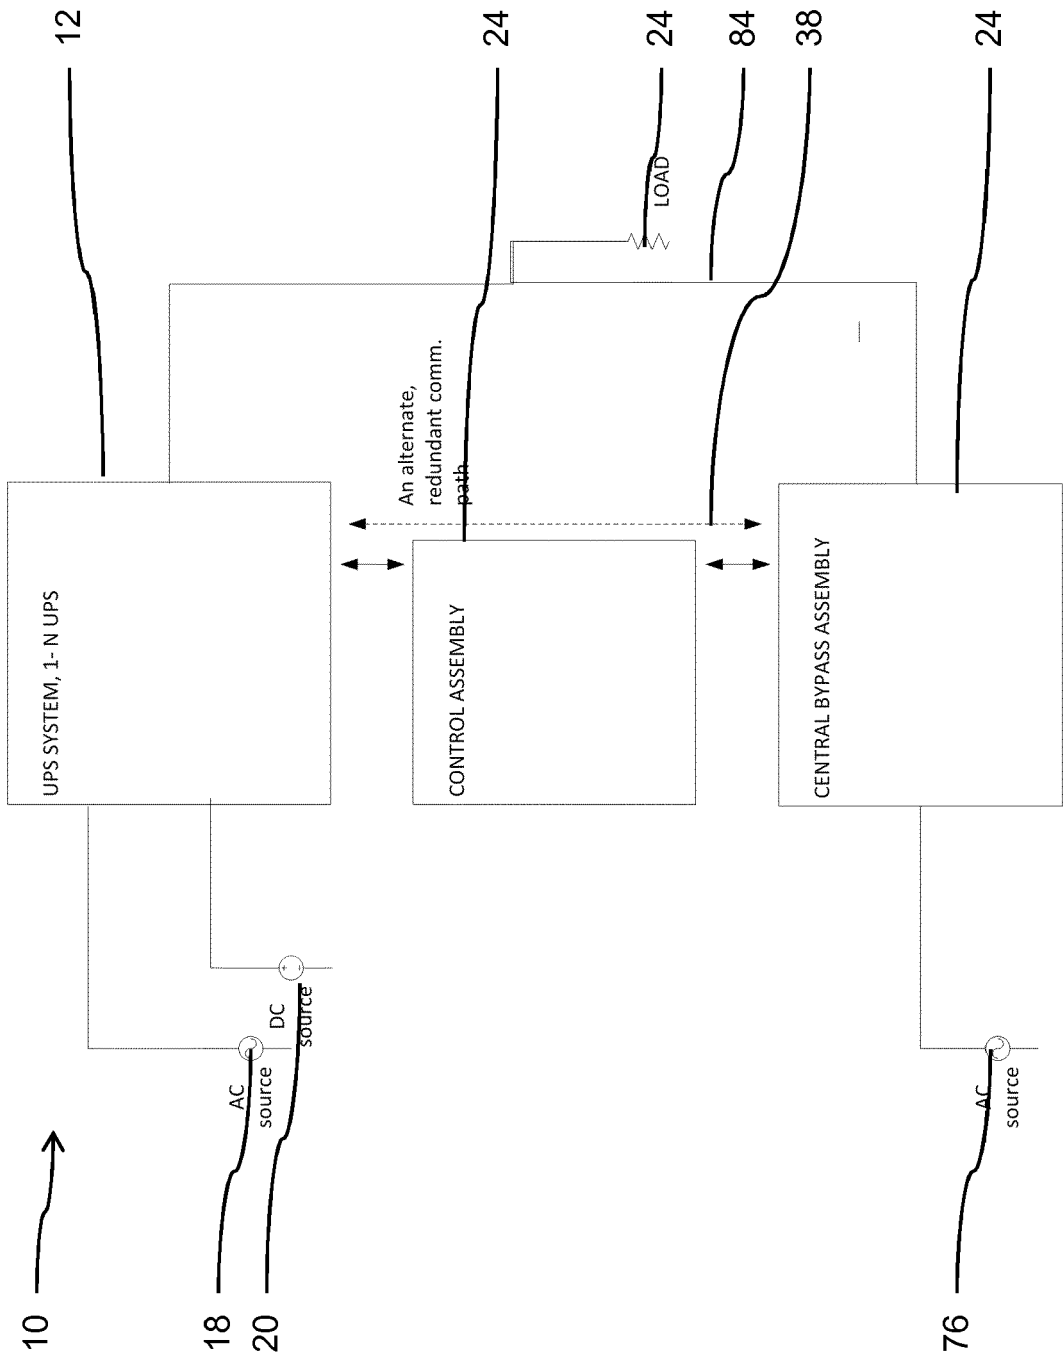 12
24
24
84
38
24
LOAD
An alternate,
redundant comm.
path
UPS SYSTEM, 1- N UPS
CONTROL ASSEMBLY
CENTRAL BYPASS ASSEMBLY
DC
source
AC
source
AC
source
10
18
20
76